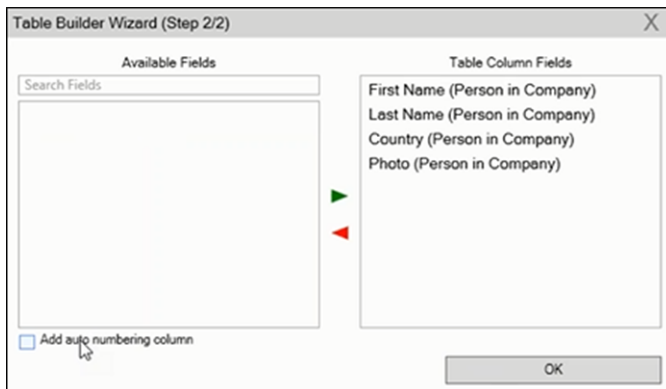 Table Builder Wizard (Step 2/2)
X
Available Fields
Search Fields
Table Column Fields
First Name (Person in Company)
Last Name (Person in Company)
Country (Person in Company)
Photo (Person in Company)
Add auto numbering column
OK